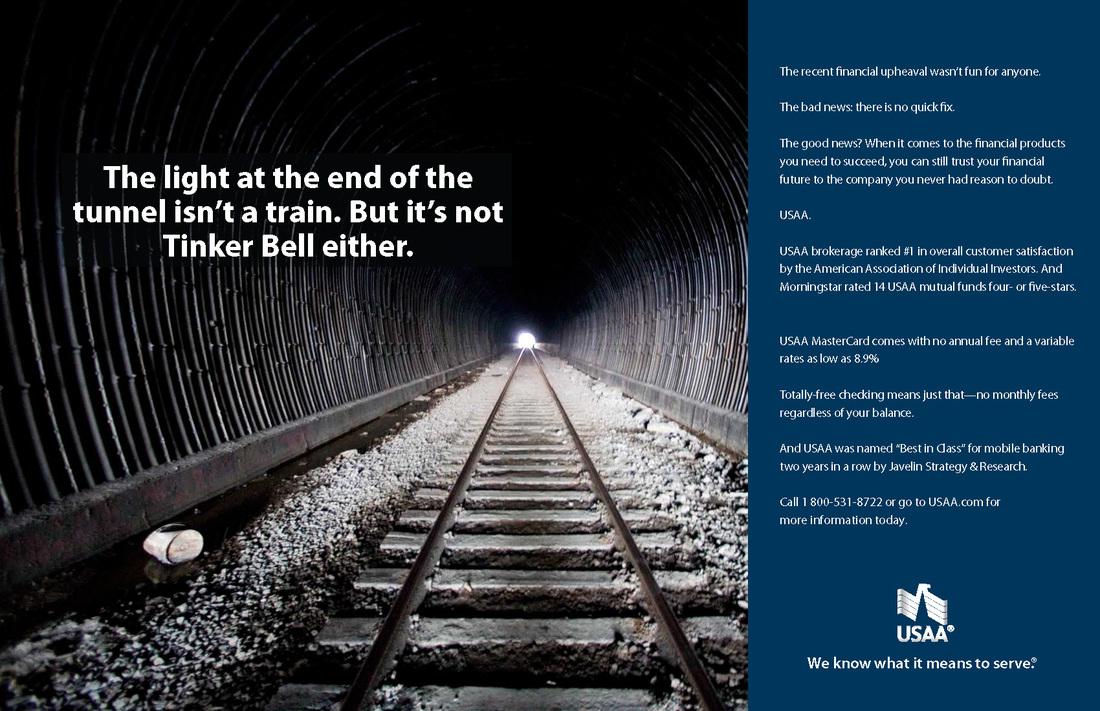 The light at the end of the
tunnel isn't a train. But it's not
Tinker Bell either.
The recent financial upheaval wasn't fun for anyone.
The bad news: there is no quick fix.
The good news? When it comes to the financial products
you need to succeed, you can still trust your financial
future to the company you never had reason to doubt.
USAA.
USAA brokerage ranked #1 in overall customer satisfaction
by the American Association of Individual Investors. And
Morningstar rated 14 USAA mutual funds four- or five-stars.
USAA MasterCard comes with no annual fee and a variable
rates as low as 8.9%
Totally-free checking means just that—no monthly fees
regardless of your balance.
And USAA was named "Best in Class" for mobile banking
two years in a row by Javelin Strategy & Research.
Call 1 800-531-8722 or go to USAA.com for
more information today.
USAA®
We know what it means to serve.®